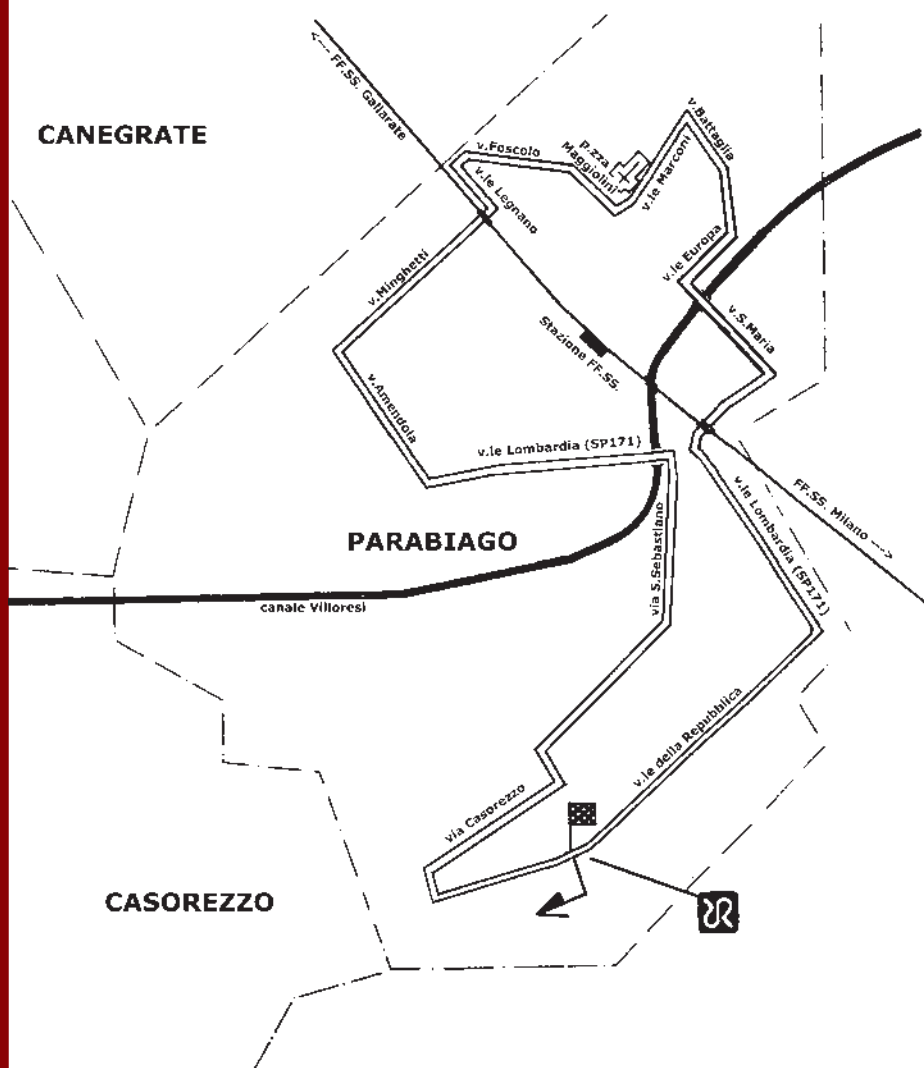 <--- FF.SS. Gallarate
CANEGRATE
v.Foscolo
p.zza
Maggiolini
v.Battaglia
v.le Marconi
v.le Legnano
v.le Europa
v.Minghetti
v.S.Maria
Stazione FF.SS.
v.Amendola
v.le Lombardia (SP171)
v.le Lombardia (SP171)
FF.SS. Milano --->
PARABIAGO
via S.Sebastiano
canale Villoresi
v.le della Repubblica
via Casorezzo
CASOREZZO